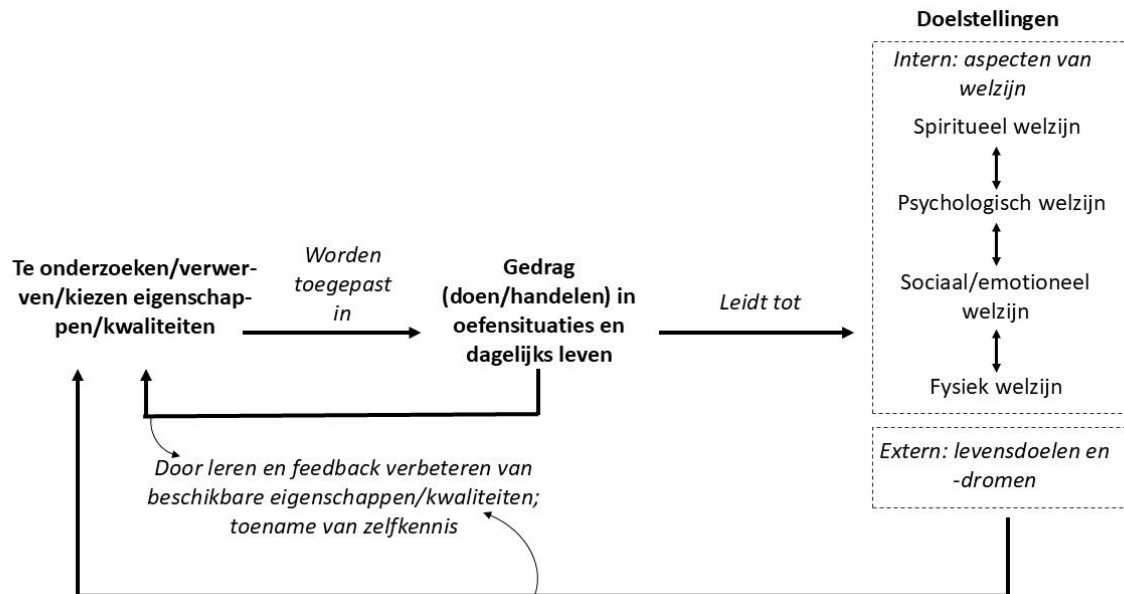 Doelstellingen
Intern: aspecten van
welzijn
Spiritueel welzijn
Psychologisch welzijn
Sociaal/emotioneel
welzijn
Fysiek welzijn
Extern: levensdoelen en
-dromen
Te onderzoeken/verwer-
ven/kiezen eigenschap-
pen/kwaliteiten
Worden
toegepast
in
Gedrag
(doen/handelen) in
oefensituaties en
dagelijks leven
Leidt tot
Door leren en feedback verbeteren van
beschikbare eigenschappen/kwaliteiten;
toename van zelfkennis